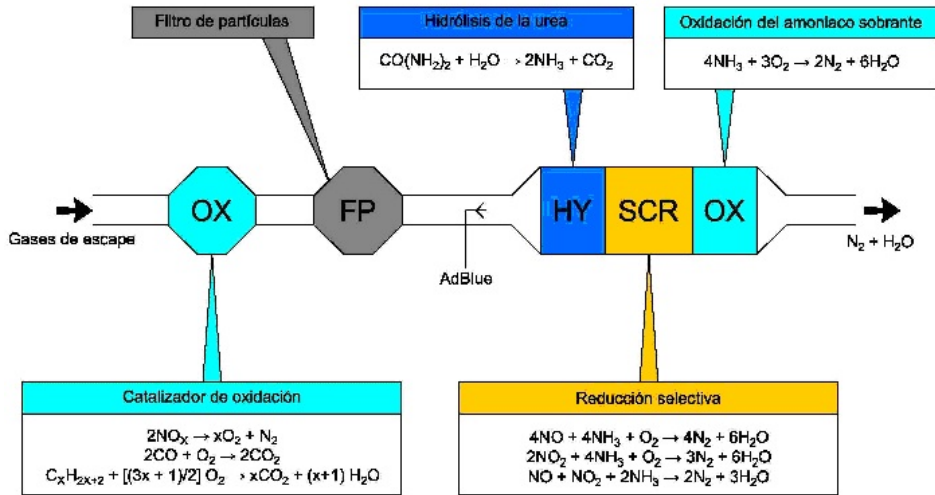 Filtro de partículas
Hidrólisis de la urea
CO(NH₂)₂ + H₂O → 2NH₃ + CO₂
Oxidación del amoniaco sobrante
4NH₃ + 3O₂ → 2N₂ + 6H₂O
OX
FP
HY
SCR
OX
Gases de escape
AdBlue
N₂ + H₂O
Catalizador de oxidación
2NOₓ → xO₂ + N₂
2CO + O₂ → 2CO₂
CₓH₂ₓ₊₂ + [(3x + 1)/2] O₂ → xCO₂ + (x+1) H₂O
Reducción selectiva
4NO + 4NH₃ + O₂ → 4N₂ + 6H₂O
2NO₂ + 4NH₃ + O₂ → 3N₂ + 6H₂O
NO + NO₂ + 2NH₃ → 2N₂ + 3H₂O